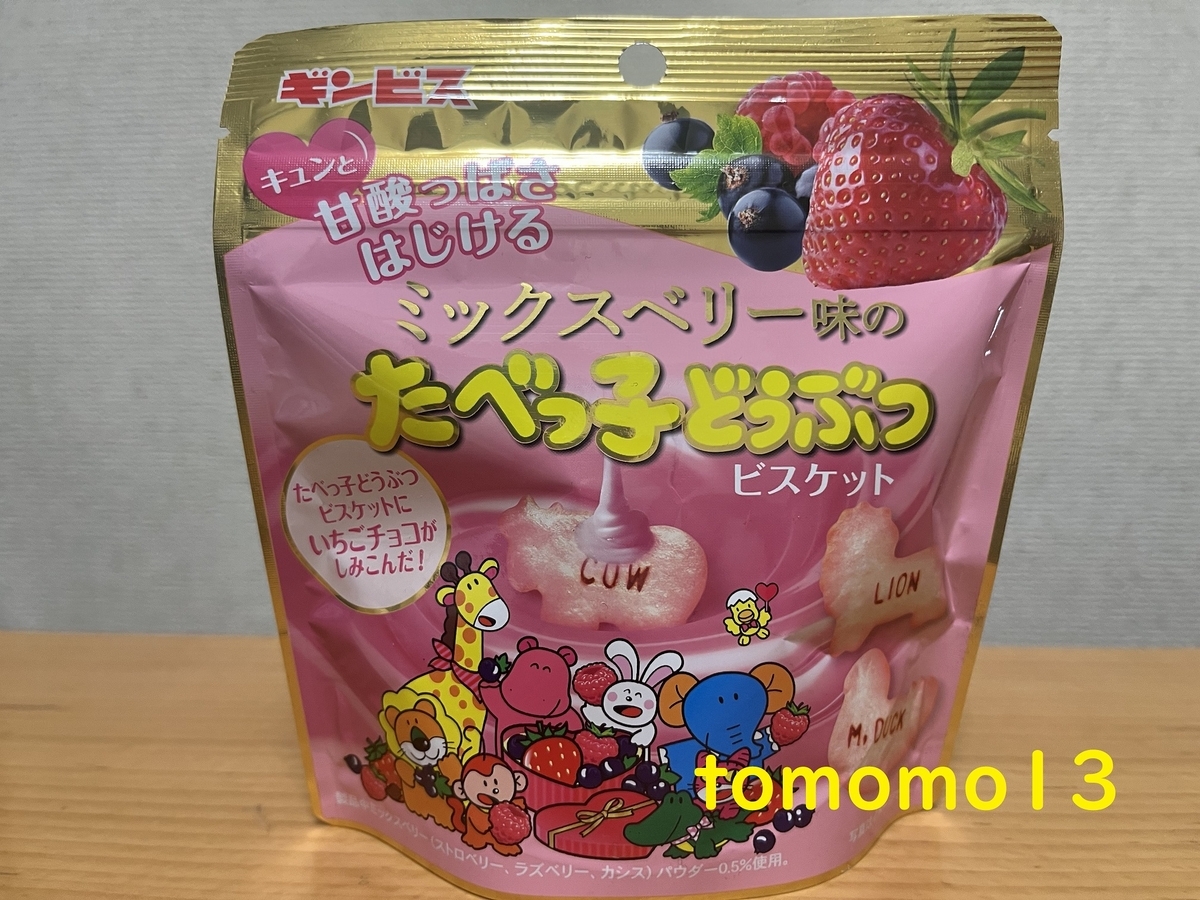 ギンビス
キュンと
甘酸っぱさ
はじける
ミックスベリー味の
たべっ子どうぶつ
ビスケット
たべっ子どうぶつ
ビスケットに
いちごチョコが
しみこんだ!
COW
LION
M. DUCK
tomomo13
製品中ミックスベリー(ストロベリー、ラズベリー、カシス)パウダー0.5%使用。